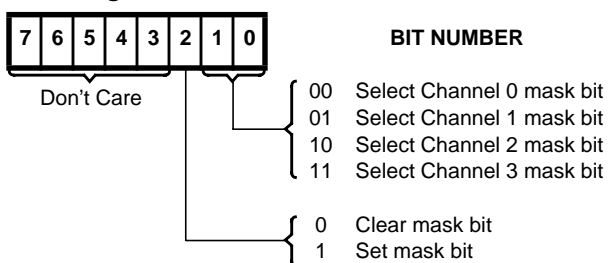 7 6 5 4 3 2 1 0 BIT NUMBER
Don't Care
00 Select Channel 0 mask bit
01 Select Channel 1 mask bit
10 Select Channel 2 mask bit
11 Select Channel 3 mask bit
0 Clear mask bit
1 Set mask bit